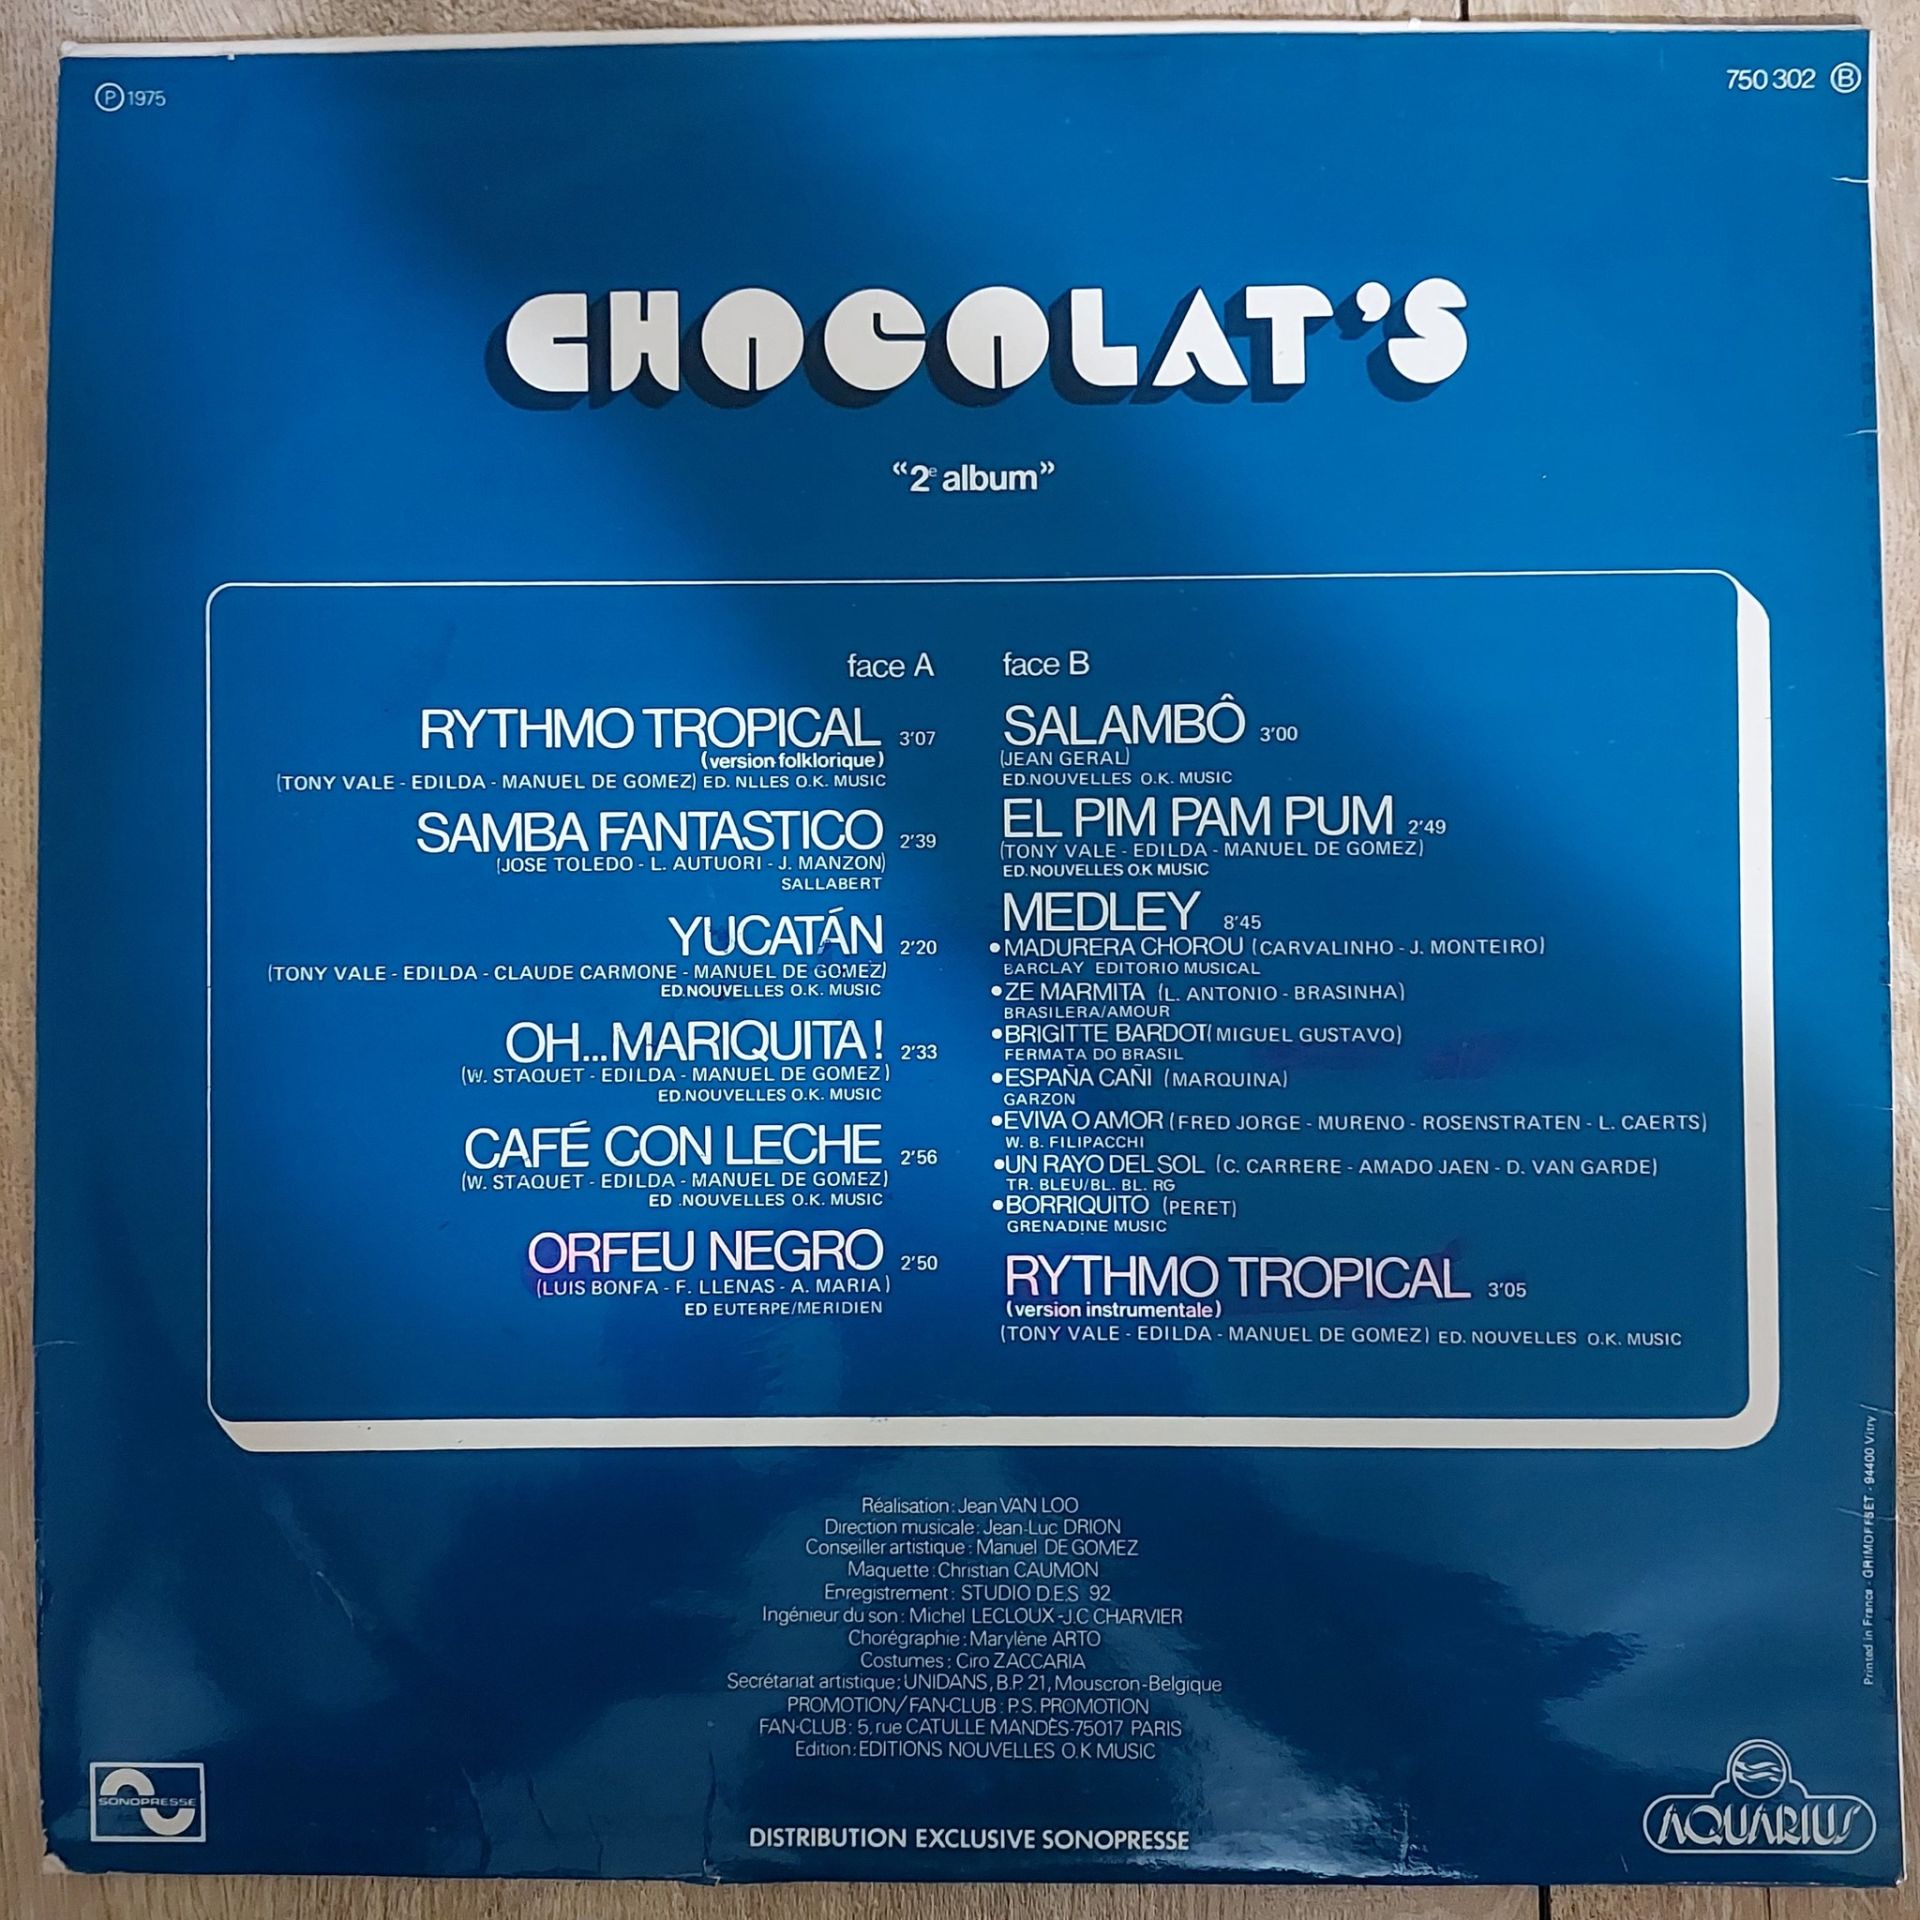 Ⓟ 1975
750 302 Ⓑ
CHOCOLAT'S
“2e album”
face A
RYTHMO TROPICAL 3'07
(version folklorique)
(TONY VALE - EDILDA - MANUEL DE GOMEZ) ED. NLLES O.K. MUSIC
SAMBA FANTASTICO 2'39
(JOSE TOLEDO - L. AUTUORI - J. MANZON)
SALLABERT
YUCATÁN 2'20
(TONY VALE - EDILDA - CLAUDE CARMONE - MANUEL DE GOMEZ)
ED.NOUVELLES O.K. MUSIC
OH...MARIQUITA! 2'33
(W. STAQUET - EDILDA - MANUEL DE GOMEZ)
ED.NOUVELLES O.K. MUSIC
CAFÉ CON LECHE 2'56
(W. STAQUET - EDILDA - MANUEL DE GOMEZ)
ED .NOUVELLES O.K. MUSIC
ORFEU NEGRO 2'50
(LUIS BONFA - F. LLENAS - A. MARIA)
ED EUTERPE/MERIDIEN
face B
SALAMBÔ 3'00
(JEAN GERAL)
ED.NOUVELLES O.K. MUSIC
EL PIM PAM PUM 2'49
(TONY VALE - EDILDA - MANUEL DE GOMEZ)
ED.NOUVELLES O.K MUSIC
MEDLEY 8'45
•MADURERA CHOROU (CARVALINHO - J. MONTEIRO)
BARCLAY EDITORIO MUSICAL
•ZE MARMITA (L. ANTONIO - BRASINHA)
BRASILERA/AMOUR
•BRIGITTE BARDOT(MIGUEL GUSTAVO)
FERMATA DO BRASIL
•ESPAÑA CAÑI (MARQUINA)
GARZON
•EVIVA O AMOR (FRED JORGE - MURENO - ROSENSTRATEN - L. CAERTS)
W. B. FILIPACCHI
•UN RAYO DEL SOL (C. CARRERE - AMADO JAEN - D. VAN GARDE)
TR. BLEU/BL. BL. RG
•BORRIQUITO (PERET)
GRENADINE MUSIC
RYTHMO TROPICAL 3'05
(version instrumentale)
(TONY VALE - EDILDA - MANUEL DE GOMEZ) ED. NOUVELLES O.K. MUSIC
Réalisation : Jean VAN LOO
Direction musicale : Jean-Luc DRION
Conseiller artistique : Manuel DE GOMEZ
Maquette : Christian CAUMON
Enregistrement : STUDIO D.E.S 92
Ingénieur du son : Michel LECLOUX -J.C CHARVIER
Chorégraphie : Marylène ARTO
Costumes : Ciro ZACCARIA
Secrétariat artistique : UNIDANS, B.P. 21, Mouscron-Belgique
PROMOTION/FAN-CLUB : P.S. PROMOTION
FAN-CLUB : 5, rue CATULLE MANDÈS-75017 PARIS
Edition : EDITIONS NOUVELLES O.K MUSIC
DISTRIBUTION EXCLUSIVE SONOPRESSE
SONOPRESSE
AQUARIUS
Printed in France - GRIMOFFSET - 94400 Vitry